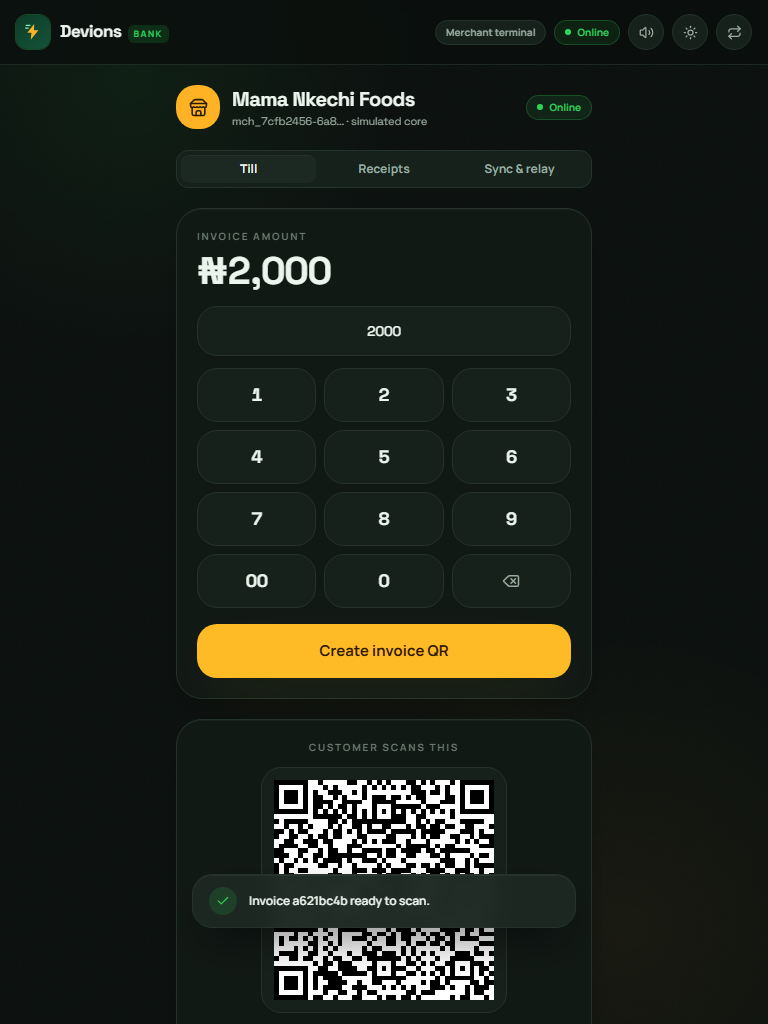 Devions BANK
Merchant terminal
Online
Mama Nkechi Foods
mch_7cfb2456-6a8… · simulated core
Online
Till
Receipts
Sync & relay
INVOICE AMOUNT
₦2,000
2000
1 2 3
4 5 6
7 8 9
00 0
Create invoice QR
CUSTOMER SCANS THIS
Invoice a621bc4b ready to scan.